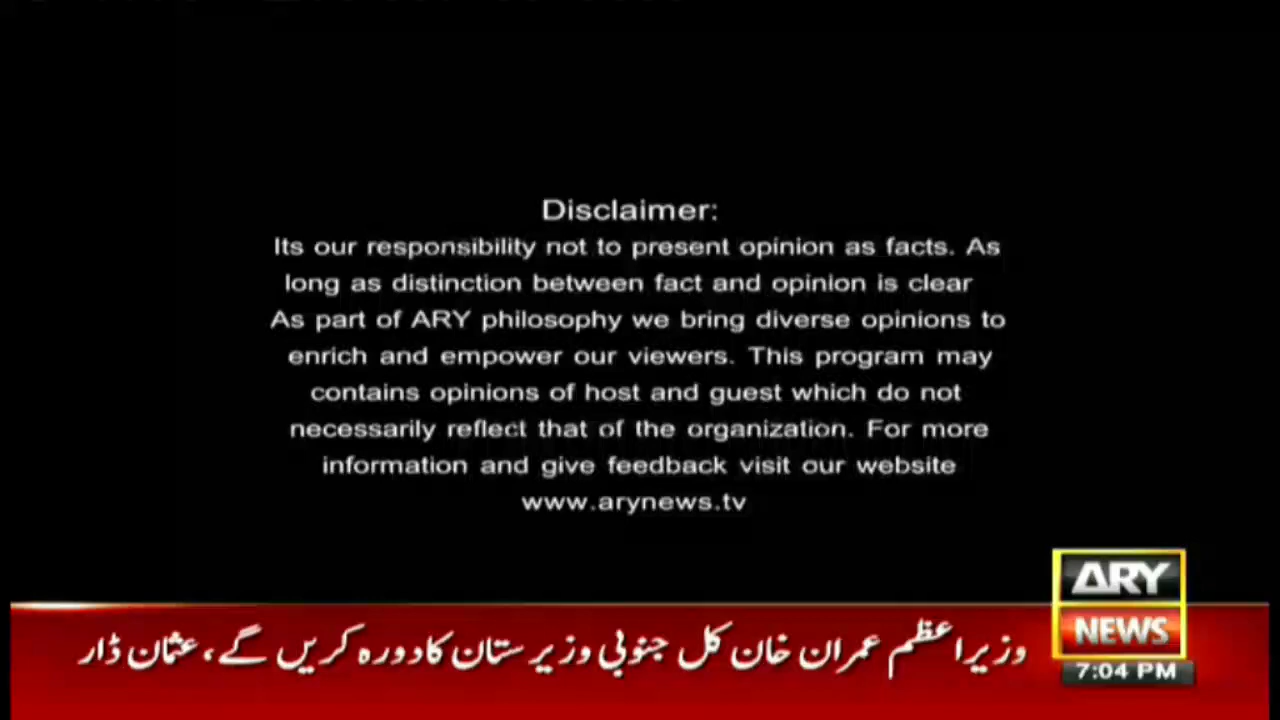 Disclaimer:
Its our responsibility not to present opinion as facts. As
long as distinction between fact and opinion is clear
As part of ARY philosophy we bring diverse opinions to
enrich and empower our viewers. This program may
contains opinions of host and guest which do not
necessarily reflect that of the organization. For more
information and give feedback visit our website
www.arynews.tv
ARY
NEWS
7:04 PM
وزیراعظم عمران خان کل جنوبی وزیرستان کا دورہ کریں گے، عثمان ڈار